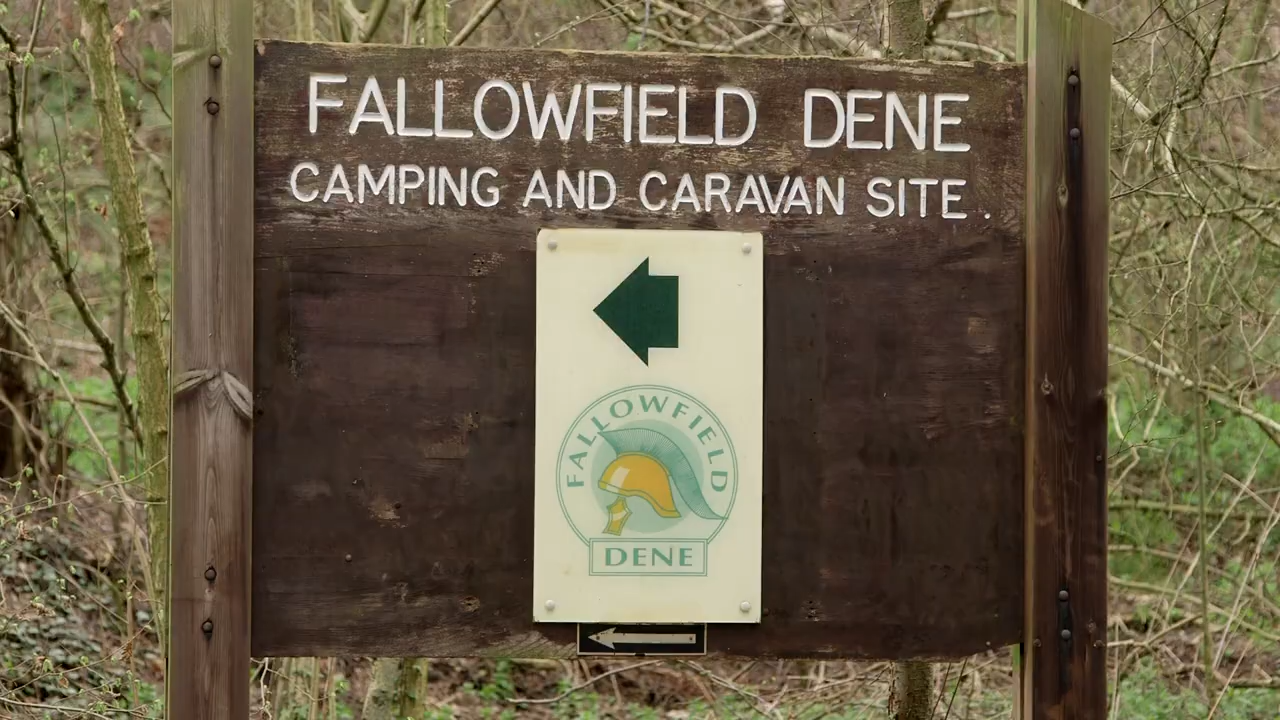 FALLOWFIELD DENE
CAMPING AND CARAVAN SITE.
FALLOWFIELD
DENE